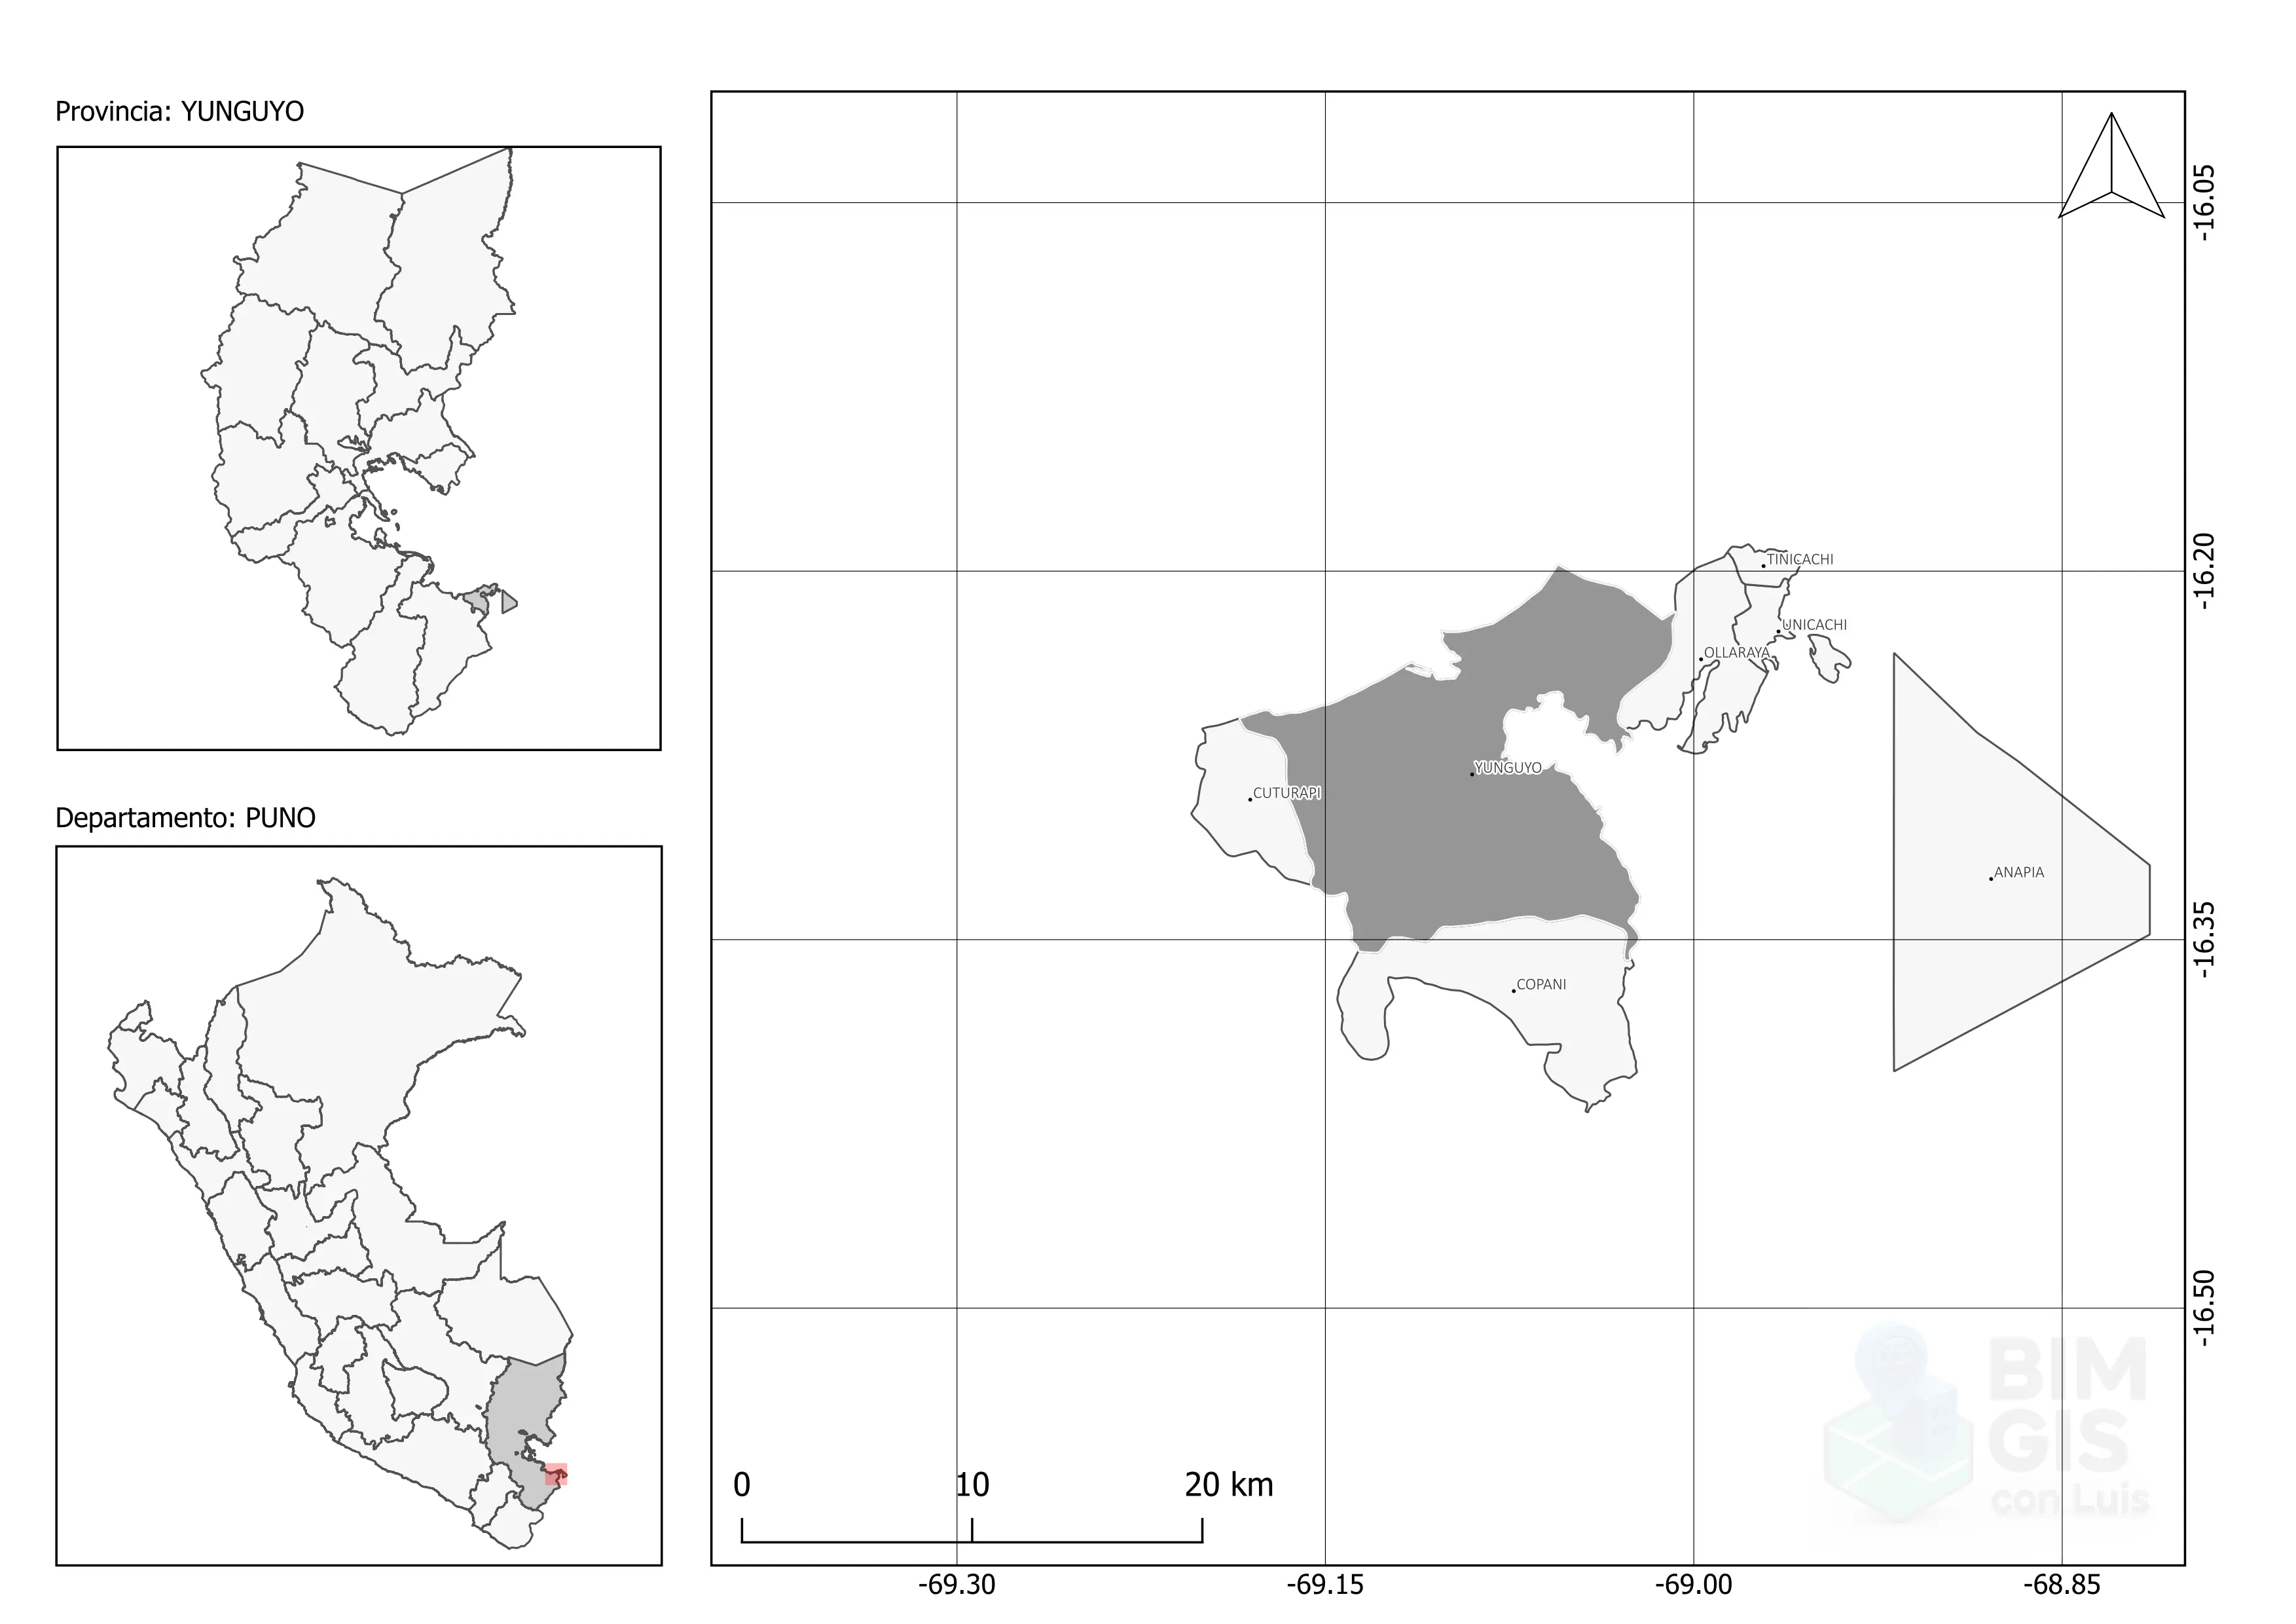 Provincia: YUNGUYO
Departamento: PUNO
TINICACHI
UNICACHI
OLLARAYA
YUNGUYO
CUTURAPI
ANAPIA
COPANI
-16.05
-16.20
-16.35
-16.50
0 10 20 km
-69.30 -69.15 -69.00 -68.85
BIM
GIS
con Luis